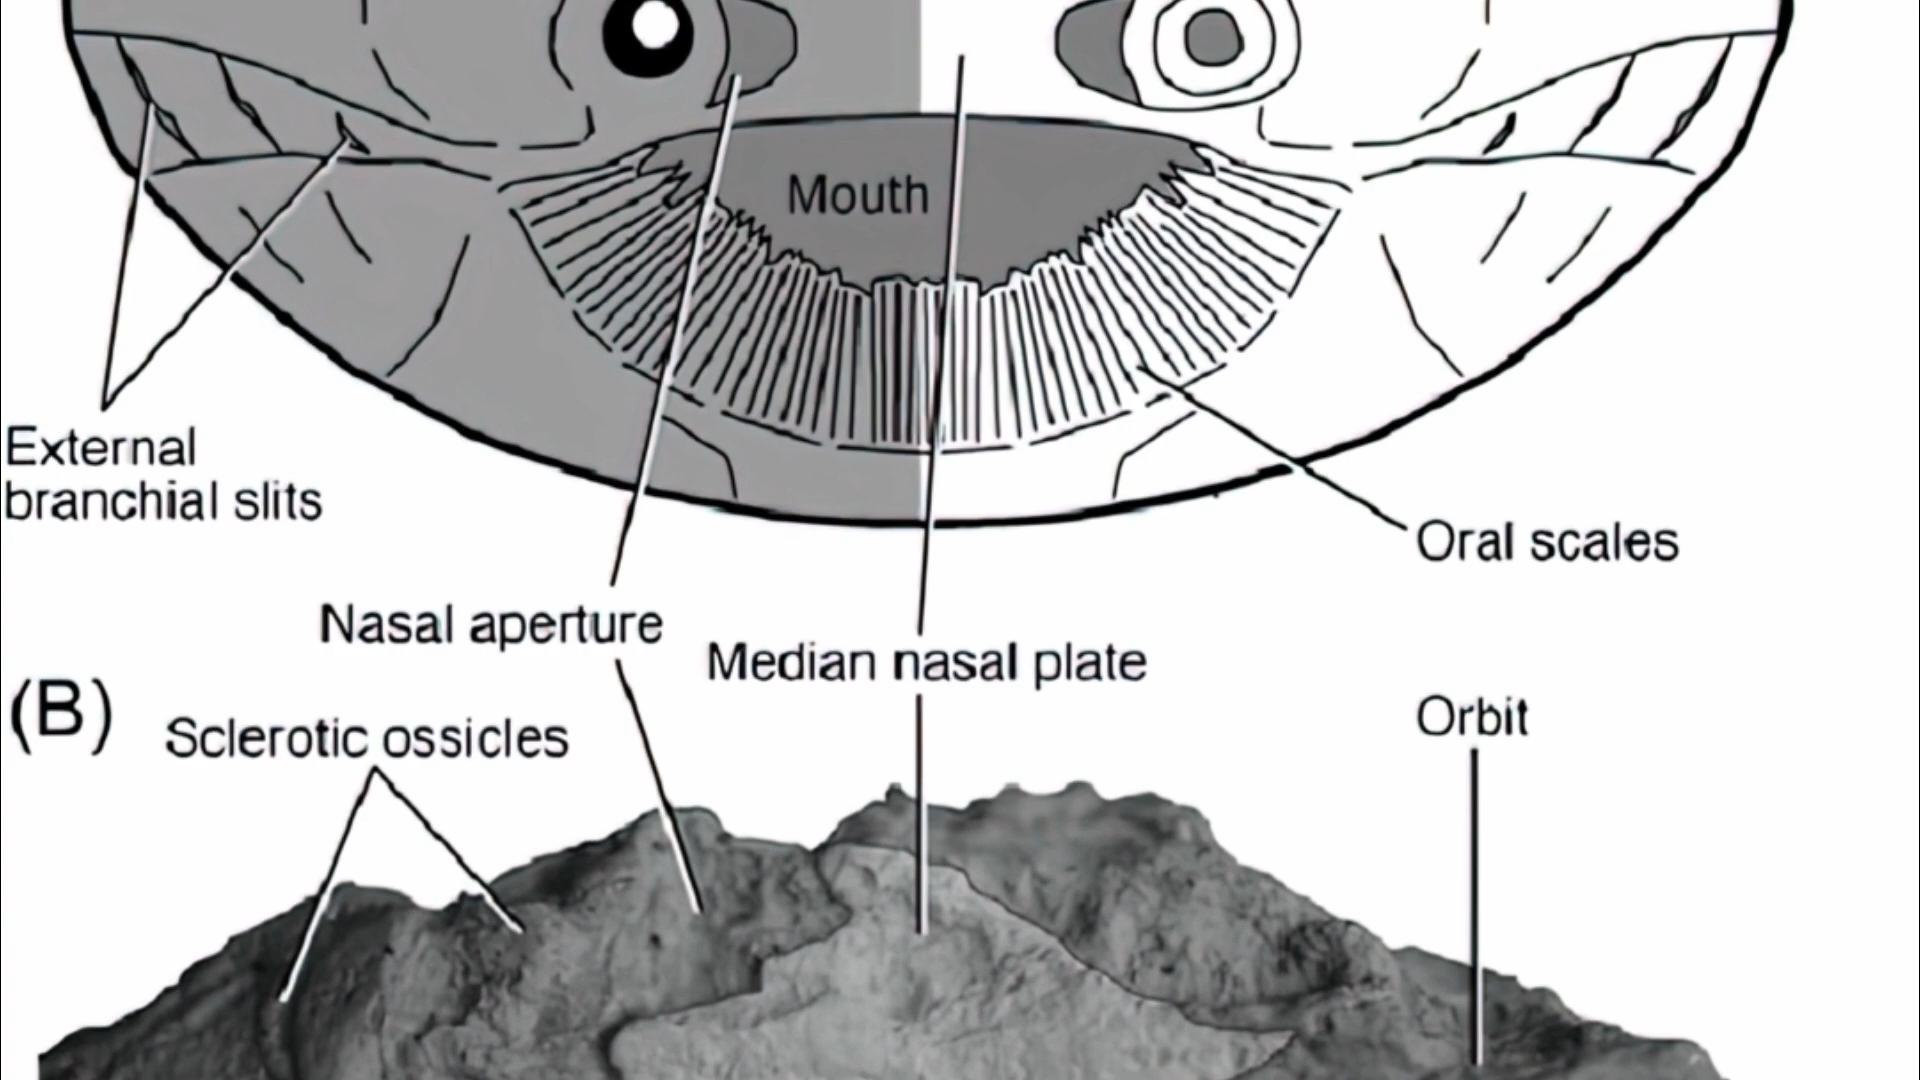 Mouth
External
branchial slits
Oral scales
Nasal aperture
Median nasal plate
(B)
Sclerotic ossicles
Orbit